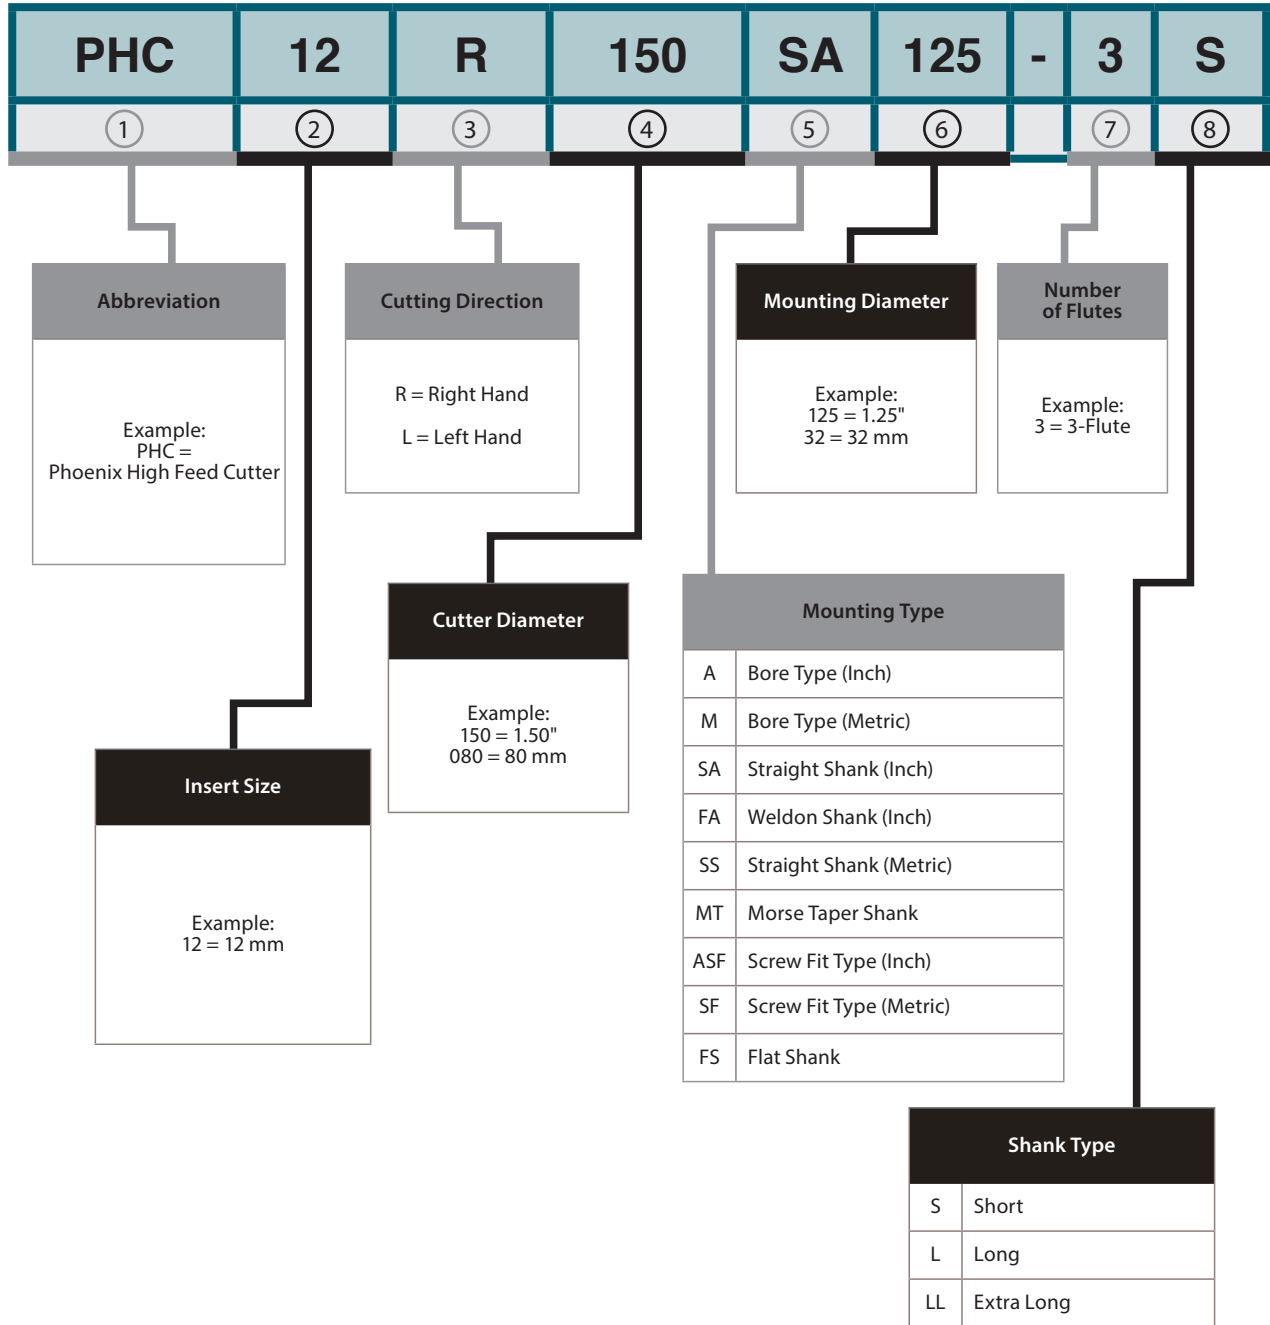 PHC 12 R 150 SA 125 - 3 S
1 2 3 4 5 6 7 8
Abbreviation
Example:
PHC =
Phoenix High Feed Cutter
Cutting Direction
R = Right Hand
L = Left Hand
Mounting Diameter
Example:
125 = 1.25"
32 = 32 mm
Number
of Flutes
Example:
3 = 3-Flute
Cutter Diameter
Example:
150 = 1.50"
080 = 80 mm
Mounting Type
A Bore Type (Inch)
M Bore Type (Metric)
SA Straight Shank (Inch)
FA Weldon Shank (Inch)
SS Straight Shank (Metric)
MT Morse Taper Shank
ASF Screw Fit Type (Inch)
SF Screw Fit Type (Metric)
FS Flat Shank
Insert Size
Example:
12 = 12 mm
Shank Type
S Short
L Long
LL Extra Long